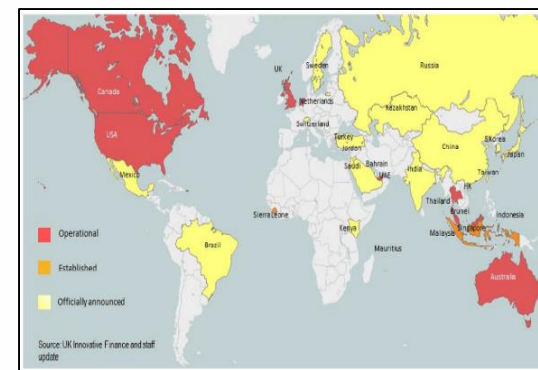 UK
Sweden
Russia
Canada
Netherlands
Kazakhstan
Switzerland
USA
Turkey
Jordan
China
S.Korea
Japan
Mexico
Saudi
Bahrain
UAE
India
Taiwan
HK
Thailand
Brunei
Sierra Leone
Indonesia
Kenya
Malaysia
Singapore
Operational
Brazil
Mauritius
Established
Australia
Officially announced
Source: UK Innovative Finance and staff
update